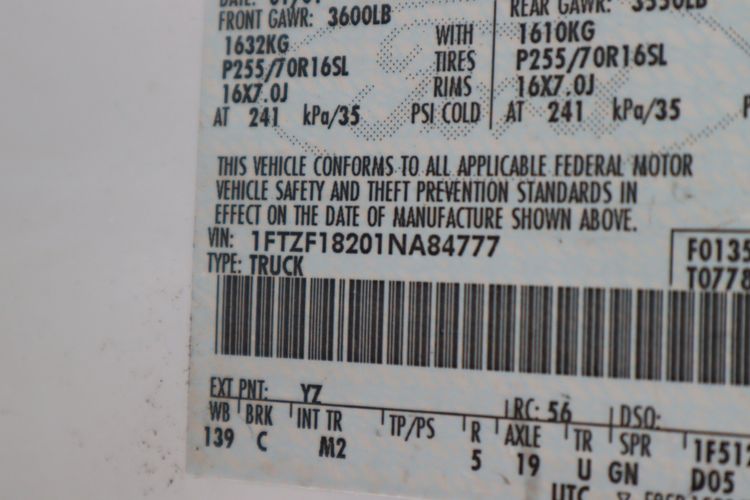 FRONT GAWR: 3600LB
REAR GAWR: 3550LB
1632KG WITH 1610KG
P255/70R16SL TIRES P255/70R16SL
16X7.0J RIMS 16X7.0J
AT 241 kPa/35 PSI COLD AT 241 kPa/35
THIS VEHICLE CONFORMS TO ALL APPLICABLE FEDERAL MOTOR
VEHICLE SAFETY AND THEFT PREVENTION STANDARDS IN
EFFECT ON THE DATE OF MANUFACTURE SHOWN ABOVE.
VIN: 1FTZF18201NA84777
F0135
TYPE: TRUCK
T0778
EXT PNT: YZ
RC: 56 DSO:
WB BRK INT TR TP/PS R AXLE TR SPR 1F512
139 C M2 5 19 U GN D05
UTC